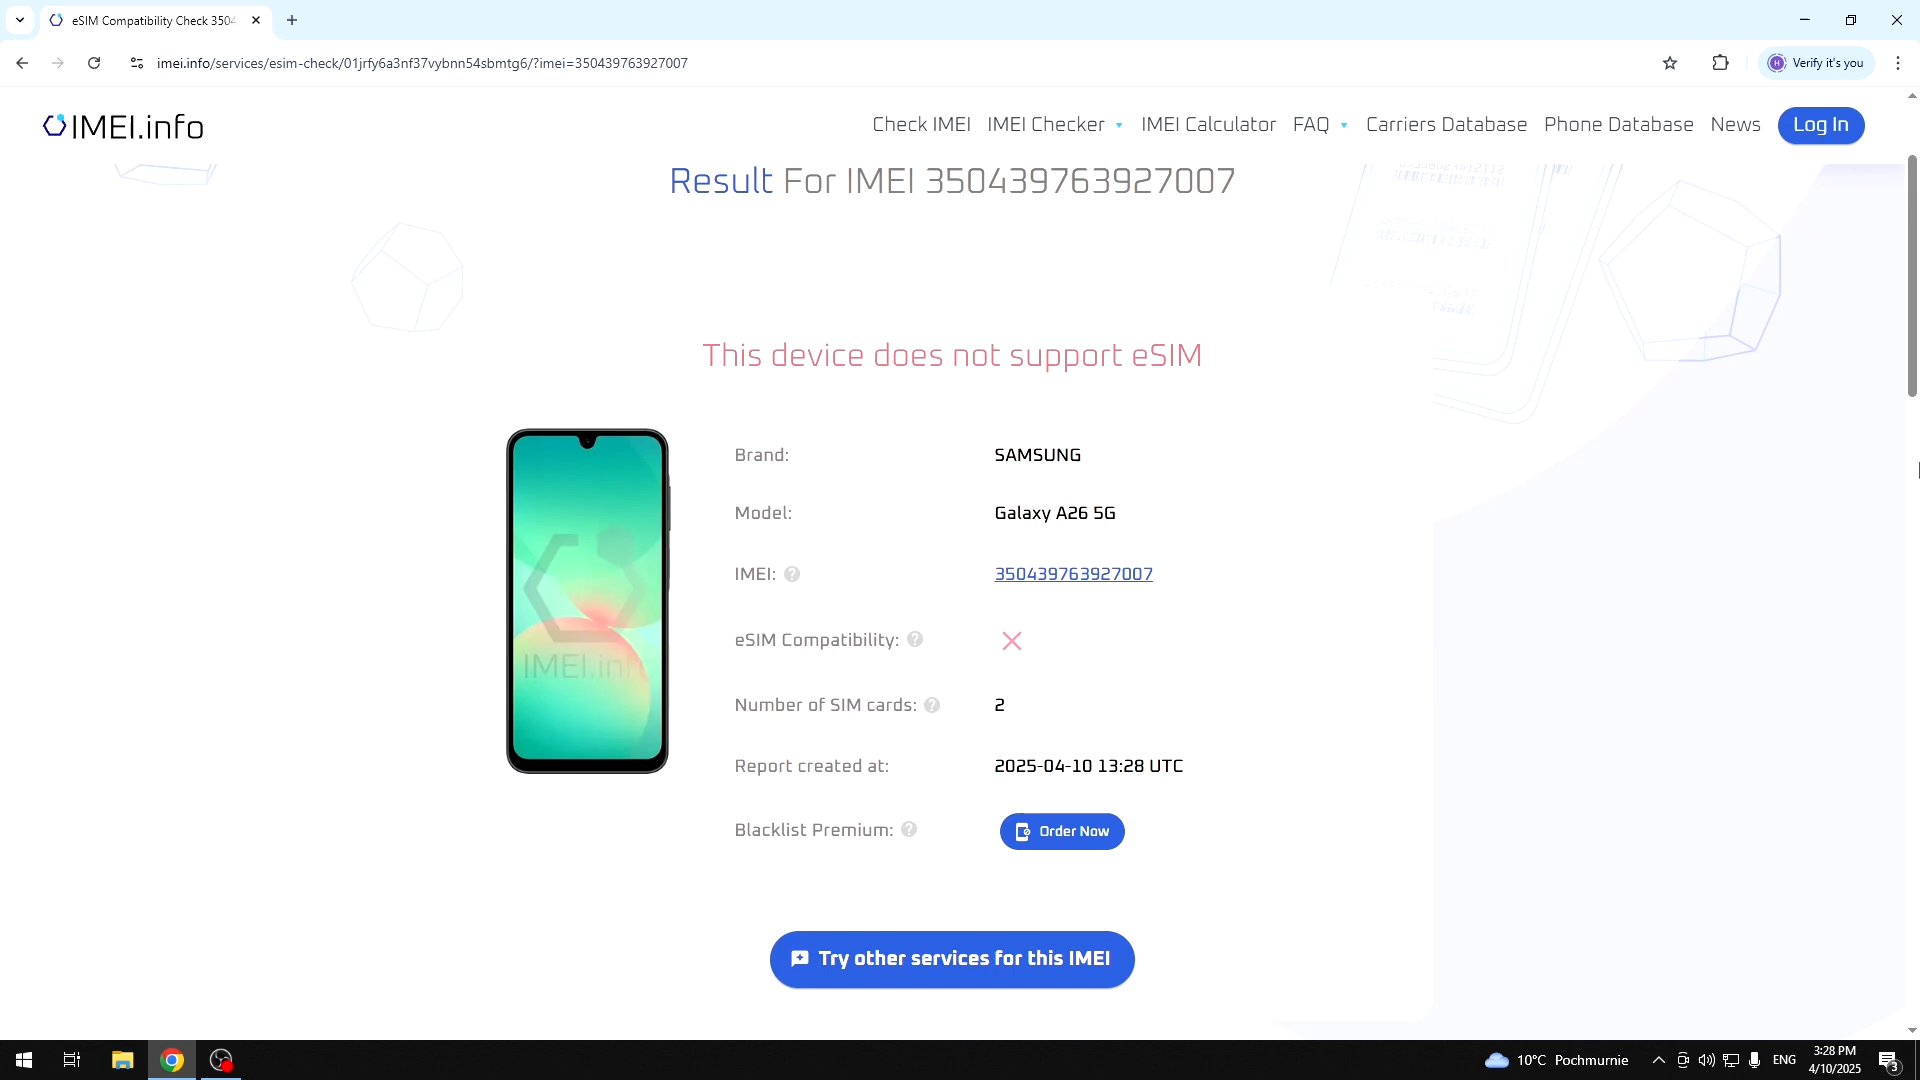 eSIM Compatibility Check 3504
imei.info/services/esim-check/01jrfy6a3nf37vybnn54sbmtg6/?imei=350439763927007
H
Verify it's you
IMEI.info
Check IMEI
IMEI Checker
IMEI Calculator
FAQ
Carriers Database
Phone Database
News
Log In
Result For IMEI 350439763927007
This device does not support eSIM
Brand:
SAMSUNG
Model:
Galaxy A26 5G
IMEI: ?
350439763927007
eSIM Compatibility: ?
Number of SIM cards: ?
2
Report created at:
2025-04-10 13:28 UTC
Blacklist Premium: ?
Order Now
IMEI.info
Try other services for this IMEI
10°C Pochmurnie
ENG
3:28 PM
4/10/2025
3